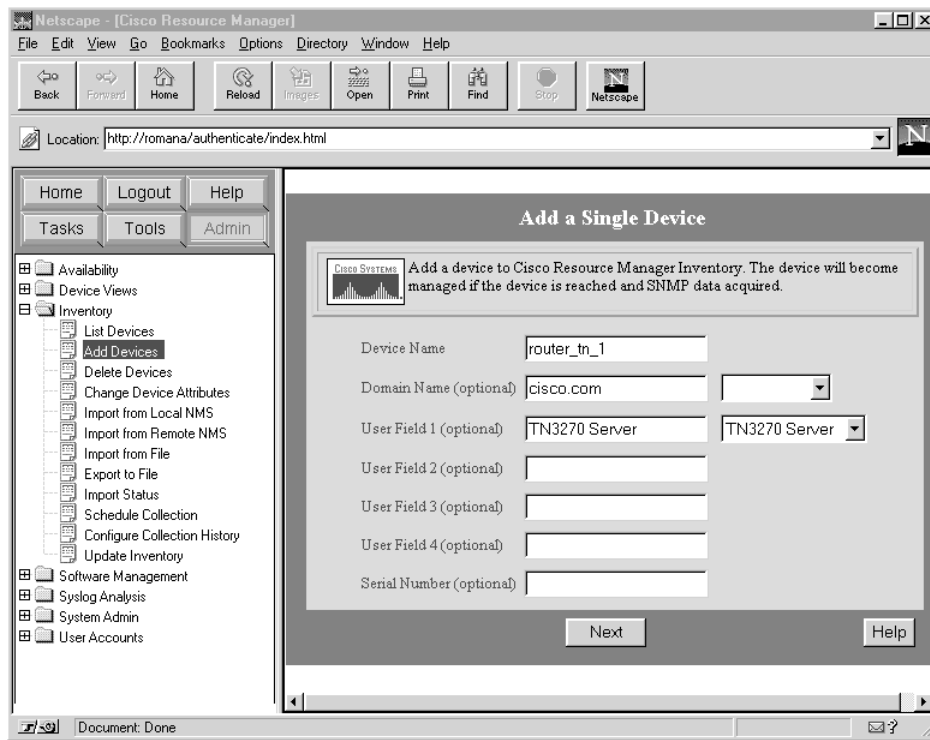 Netscape - [Cisco Resource Manager]
File Edit View Go Bookmarks Options Directory Window Help
Back Forward Home Reload Images Open Print Find Stop Netscape
Location: http://romana/authenticate/index.html
N
Home Logout Help
Tasks Tools Admin
Availability
Device Views
Inventory
List Devices
Add Devices
Delete Devices
Change Device Attributes
Import from Local NMS
Import from Remote NMS
Import from File
Export to File
Import Status
Schedule Collection
Configure Collection History
Update Inventory
Software Management
Syslog Analysis
System Admin
User Accounts
Add a Single Device
CISCO SYSTEMS
Add a device to Cisco Resource Manager Inventory. The device will become
managed if the device is reached and SNMP data acquired.
Device Name router_tn_1
Domain Name (optional) cisco.com
User Field 1 (optional) TN3270 Server TN3270 Server
User Field 2 (optional)
User Field 3 (optional)
User Field 4 (optional)
Serial Number (optional)
Next Help
Document: Done